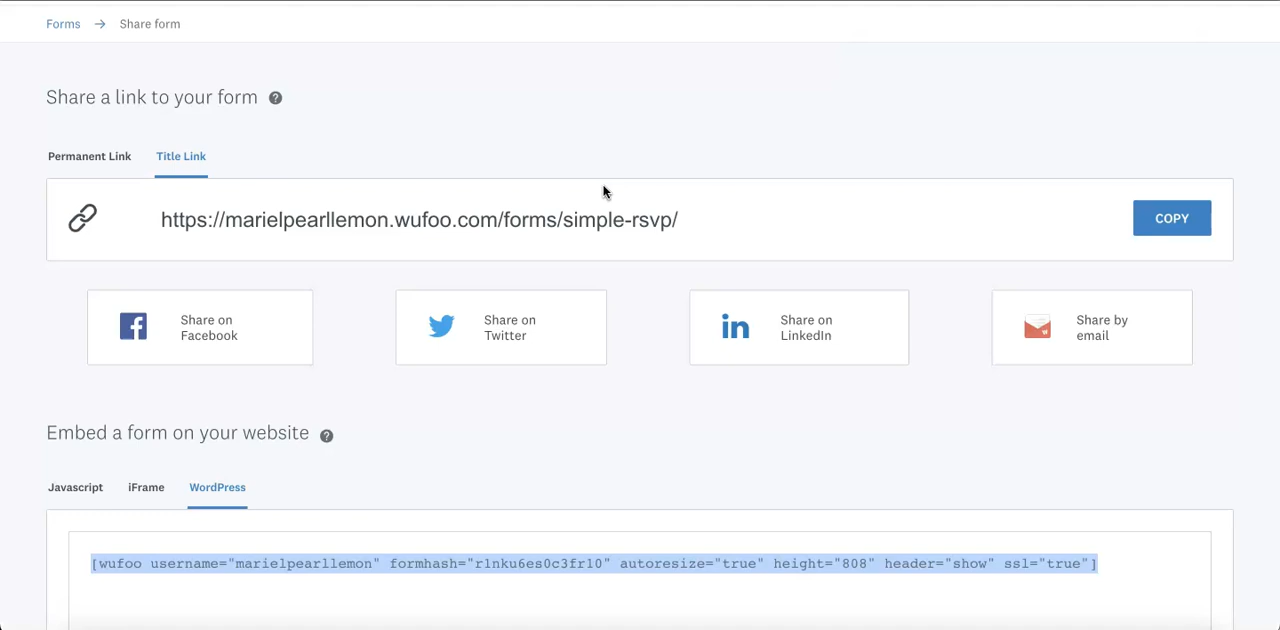 Forms → Share form
Share a link to your form ?
Permanent Link Title Link
https://marielpearllemon.wufoo.com/forms/simple-rsvp/ COPY
Share on Facebook
Share on Twitter
Share on LinkedIn
Share by email
Embed a form on your website ?
Javascript iFrame WordPress
[wufoo username="marielpearllemon" formhash="r1nku6es0c3fr10" autoresize="true" height="808" header="show" ssl="true"]